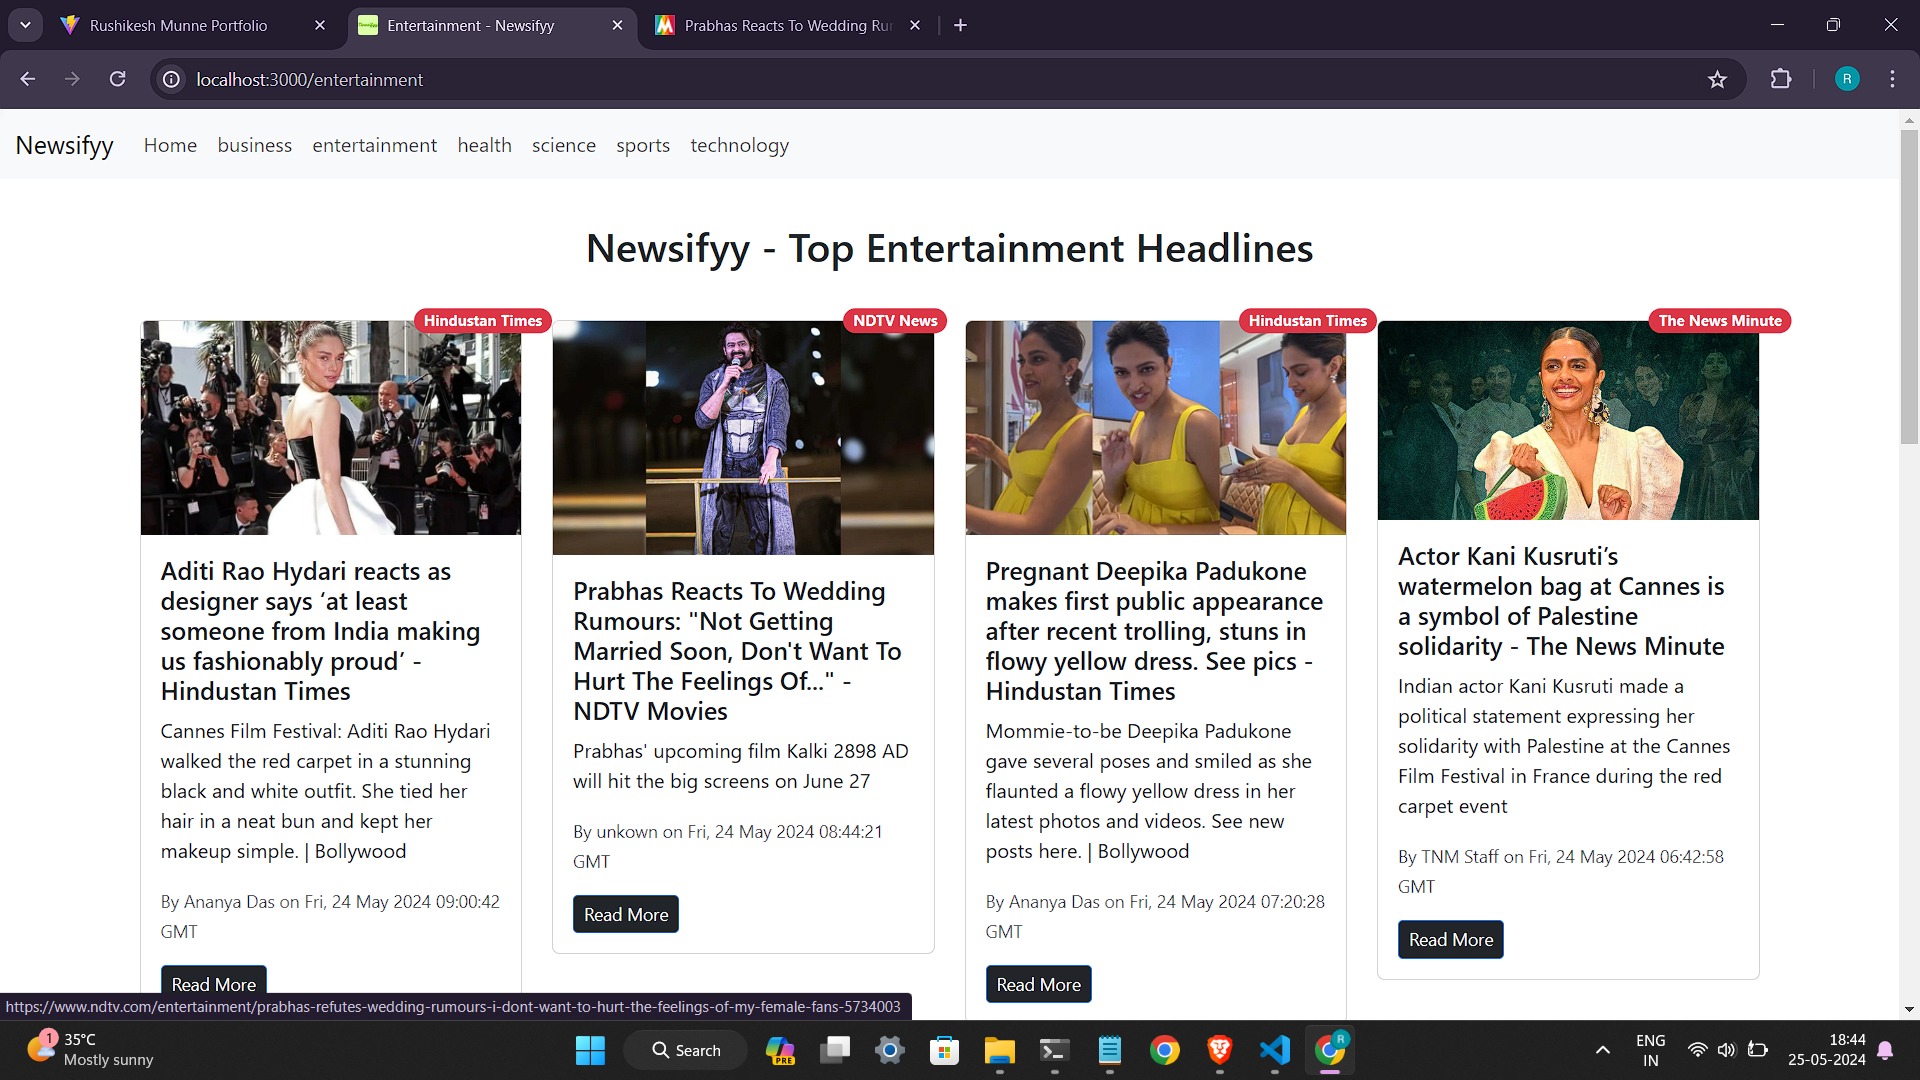 Rushikesh Munne Portfolio
Entertainment - Newsifyy
Prabhas Reacts To Wedding Rur
localhost:3000/entertainment
R
Newsifyy
Home business entertainment health science sports technology
Newsifyy - Top Entertainment Headlines
Hindustan Times
Aditi Rao Hydari reacts as
designer says ‘at least
someone from India making
us fashionably proud’ -
Hindustan Times
Cannes Film Festival: Aditi Rao Hydari
walked the red carpet in a stunning
black and white outfit. She tied her
hair in a neat bun and kept her
makeup simple. | Bollywood
By Ananya Das on Fri, 24 May 2024 09:00:42
GMT
Read More
NDTV News
Prabhas Reacts To Wedding
Rumours: "Not Getting
Married Soon, Don't Want To
Hurt The Feelings Of..." -
NDTV Movies
Prabhas' upcoming film Kalki 2898 AD
will hit the big screens on June 27
By unkown on Fri, 24 May 2024 08:44:21
GMT
Read More
Hindustan Times
Pregnant Deepika Padukone
makes first public appearance
after recent trolling, stuns in
flowy yellow dress. See pics -
Hindustan Times
Mommie-to-be Deepika Padukone
gave several poses and smiled as she
flaunted a flowy yellow dress in her
latest photos and videos. See new
posts here. | Bollywood
By Ananya Das on Fri, 24 May 2024 07:20:28
GMT
Read More
The News Minute
Actor Kani Kusruti’s
watermelon bag at Cannes is
a symbol of Palestine
solidarity - The News Minute
Indian actor Kani Kusruti made a
political statement expressing her
solidarity with Palestine at the Cannes
Film Festival in France during the red
carpet event
By TNM Staff on Fri, 24 May 2024 06:42:58
GMT
Read More
https://www.ndtv.com/entertainment/prabhas-refutes-wedding-rumours-i-dont-want-to-hurt-the-feelings-of-my-female-fans-5734003
1
35°C
Mostly sunny
Search
PRE
R
ENG
IN
18:44
25-05-2024